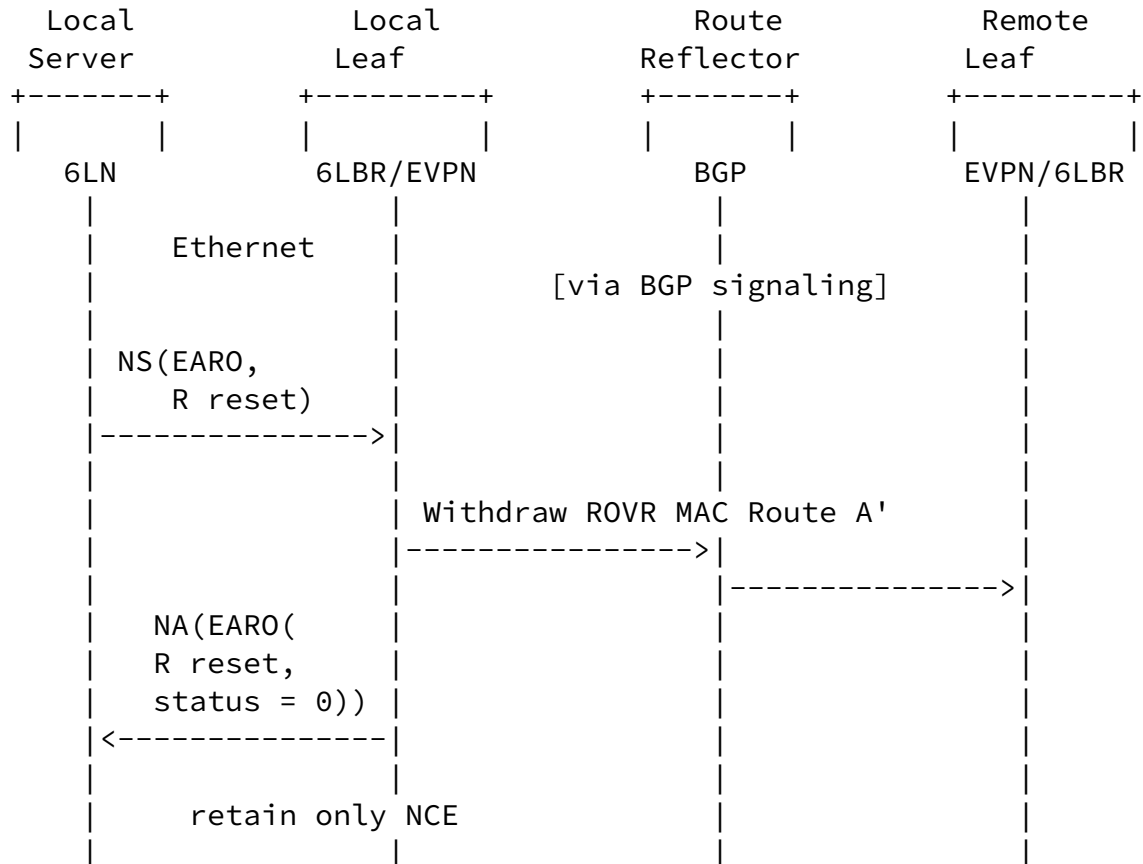 Local Local Route Remote
Server Leaf Reflector Leaf
6LN 6LBR/EVPN BGP EVPN/6LBR
Ethernet
[via BGP signaling]
NS(EARO,
R reset)
Withdraw ROVR MAC Route A'
NA(EARO(
R reset,
status = 0))
retain only NCE